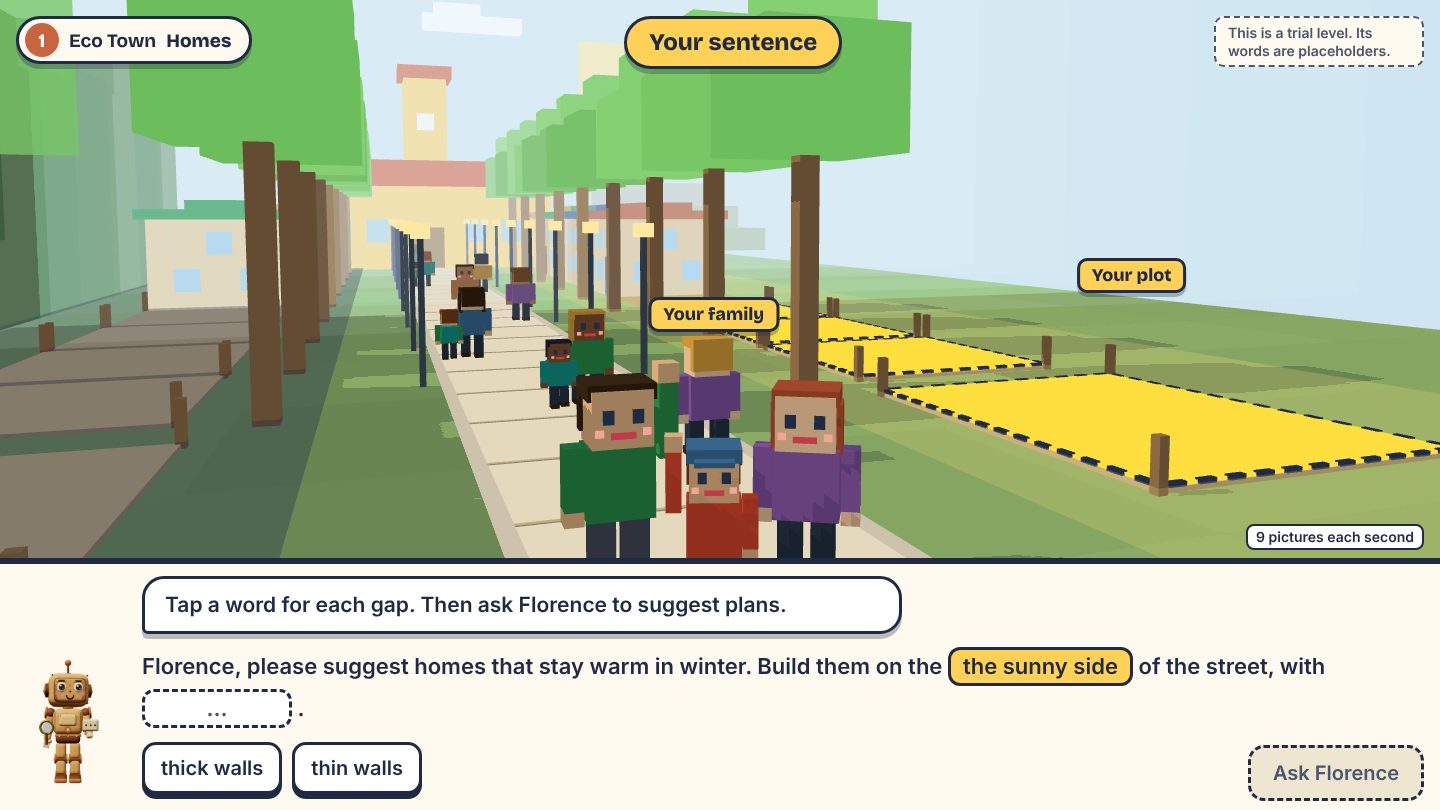 1 Eco Town Homes
Your sentence
This is a trial level. Its
words are placeholders.
Your plot
Your family
9 pictures each second
Tap a word for each gap. Then ask Florence to suggest plans.
Florence, please suggest homes that stay warm in winter. Build them on the the sunny side of the street, with
... .
thick walls thin walls
Ask Florence